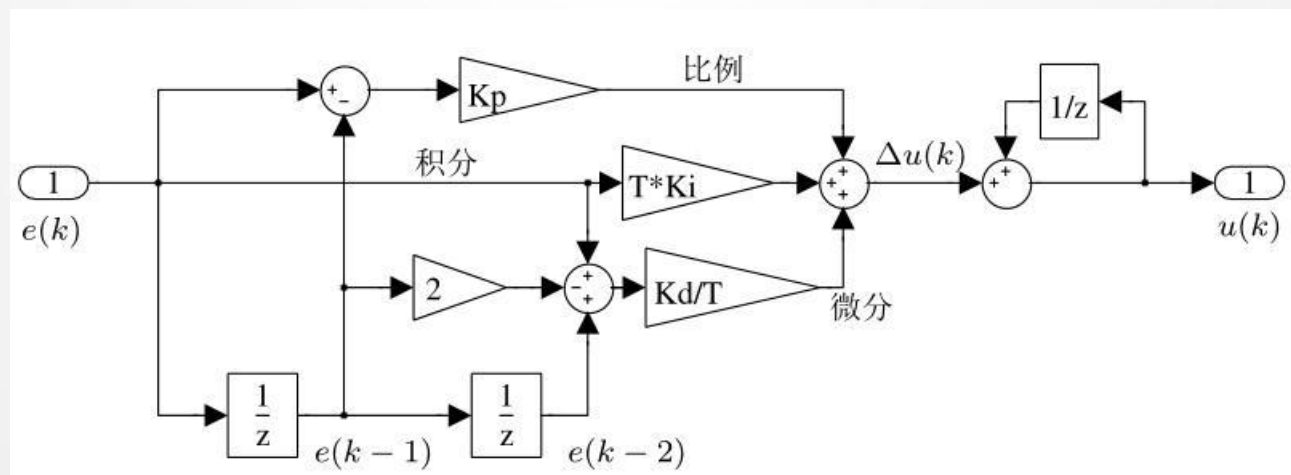 比例
+
−
Kp
1/z
积分
Δu(k)
1
T*Ki
+
+
+
+
+
1
e(k)
u(k)
2
−
+
+
Kd/T
微分
1
z
1
z
e(k − 1)
e(k − 2)